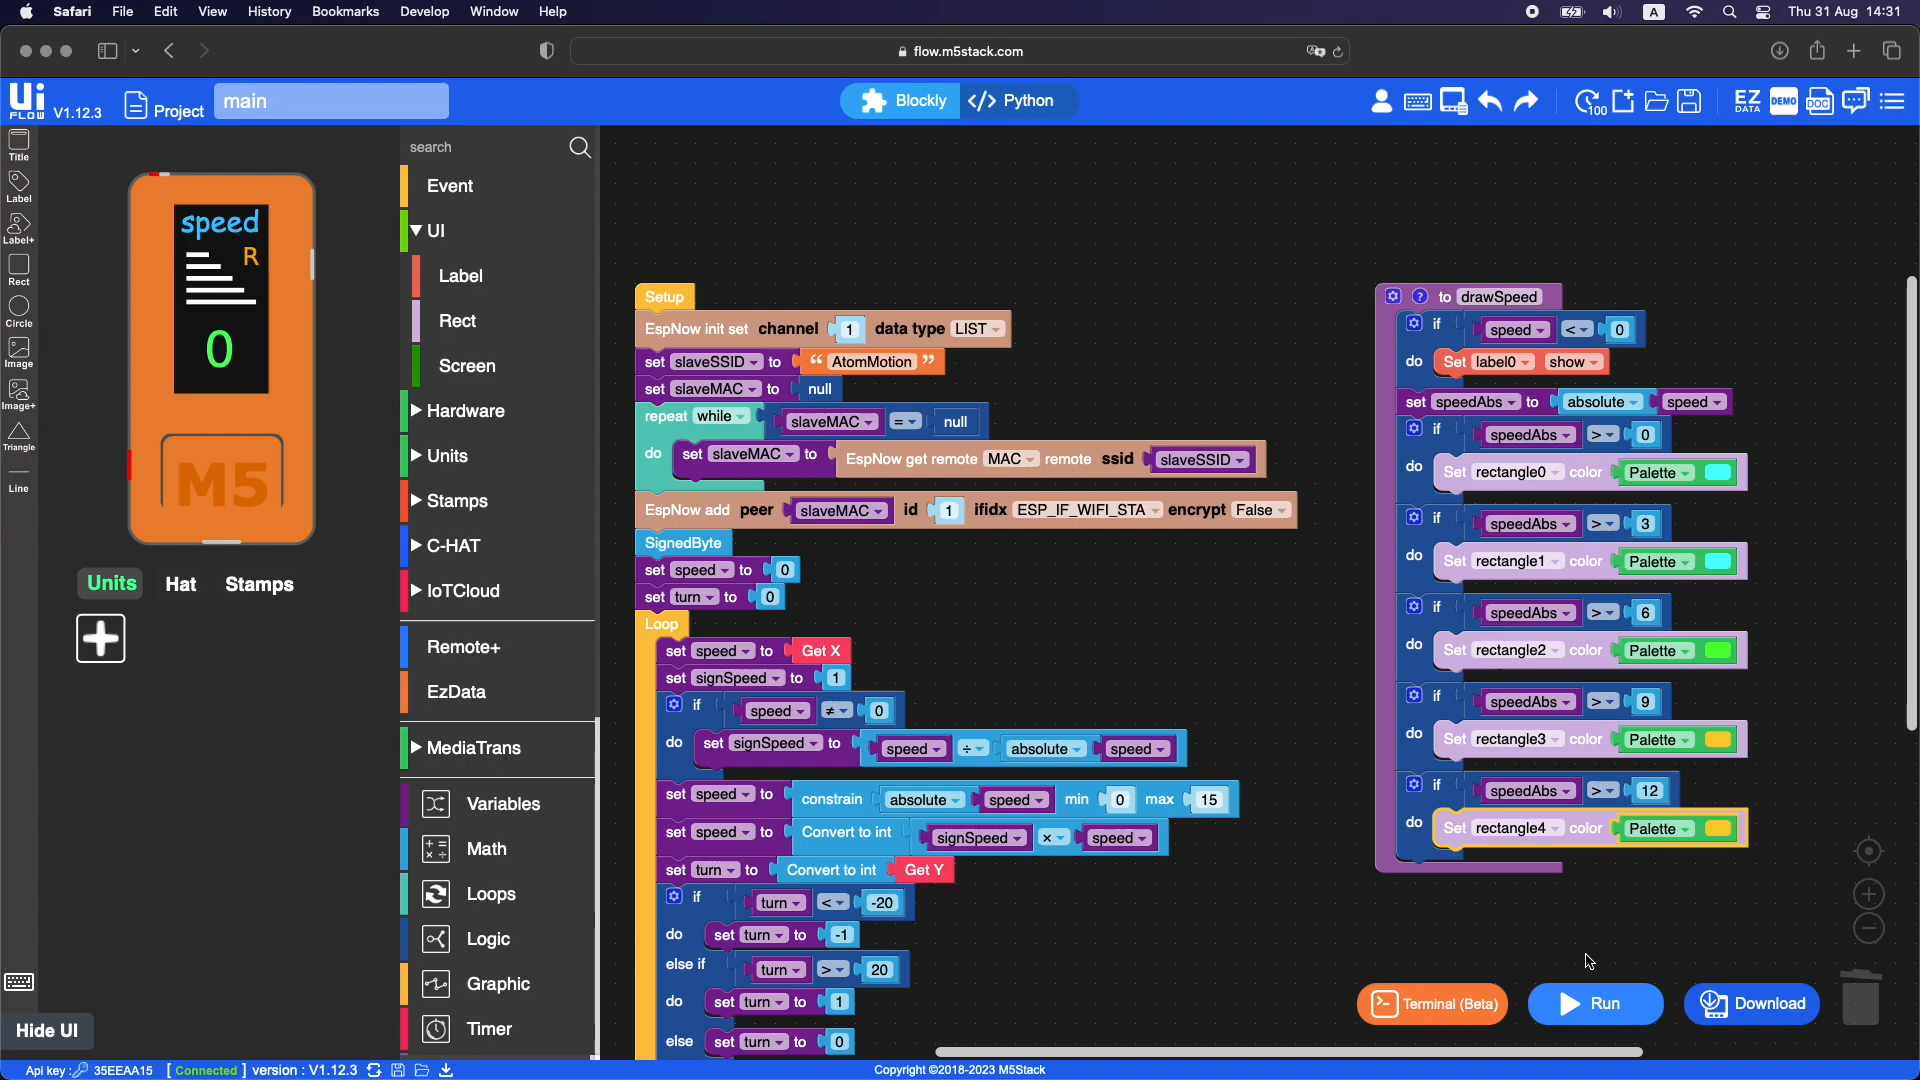 Safari File Edit View History Bookmarks Develop Window Help A Thu 31 Aug 14:31
flow.m5stack.com
Ui FLOW V1.12.3 Project main Blockly </> Python 100 EZ DATA DEMO DOC
Title
Label
Label+
Rect
Circle
Image
Image+
Triangle
Line
Hide UI
speed
R
0
M5
Units Hat Stamps
search
Event
UI
Label
Rect
Screen
Hardware
Units
Stamps
C-HAT
IoTCloud
Remote+
EzData
MediaTrans
Variables
Math
Loops
Logic
Graphic
Timer
Setup
EspNow init set channel 1 data type LIST
set slaveSSID to “ AtomMotion ”
set slaveMAC to null
repeat while slaveMAC = null
do set slaveMAC to EspNow get remote MAC remote ssid slaveSSID
EspNow add peer slaveMAC id 1 ifidx ESP_IF_WIFI_STA encrypt False
SignedByte
set speed to 0
set turn to 0
Loop
set speed to Get X
set signSpeed to 1
if speed ≠ 0
do set signSpeed to speed ÷ absolute speed
set speed to constrain absolute speed min 0 max 15
set speed to Convert to int signSpeed × speed
set turn to Convert to int Get Y
if turn < -20
do set turn to -1
else if turn > 20
do set turn to 1
else set turn to 0
? to drawSpeed
if speed < 0
do Set label0 show
set speedAbs to absolute speed
if speedAbs > 0
do Set rectangle0 color Palette
if speedAbs > 3
do Set rectangle1 color Palette
if speedAbs > 6
do Set rectangle2 color Palette
if speedAbs > 9
do Set rectangle3 color Palette
if speedAbs > 12
do Set rectangle4 color Palette
Terminal (Beta) Run Download
Api key : 35EEAA15 [ Connected ] version : V1.12.3 Copyright ©2018-2023 M5Stack